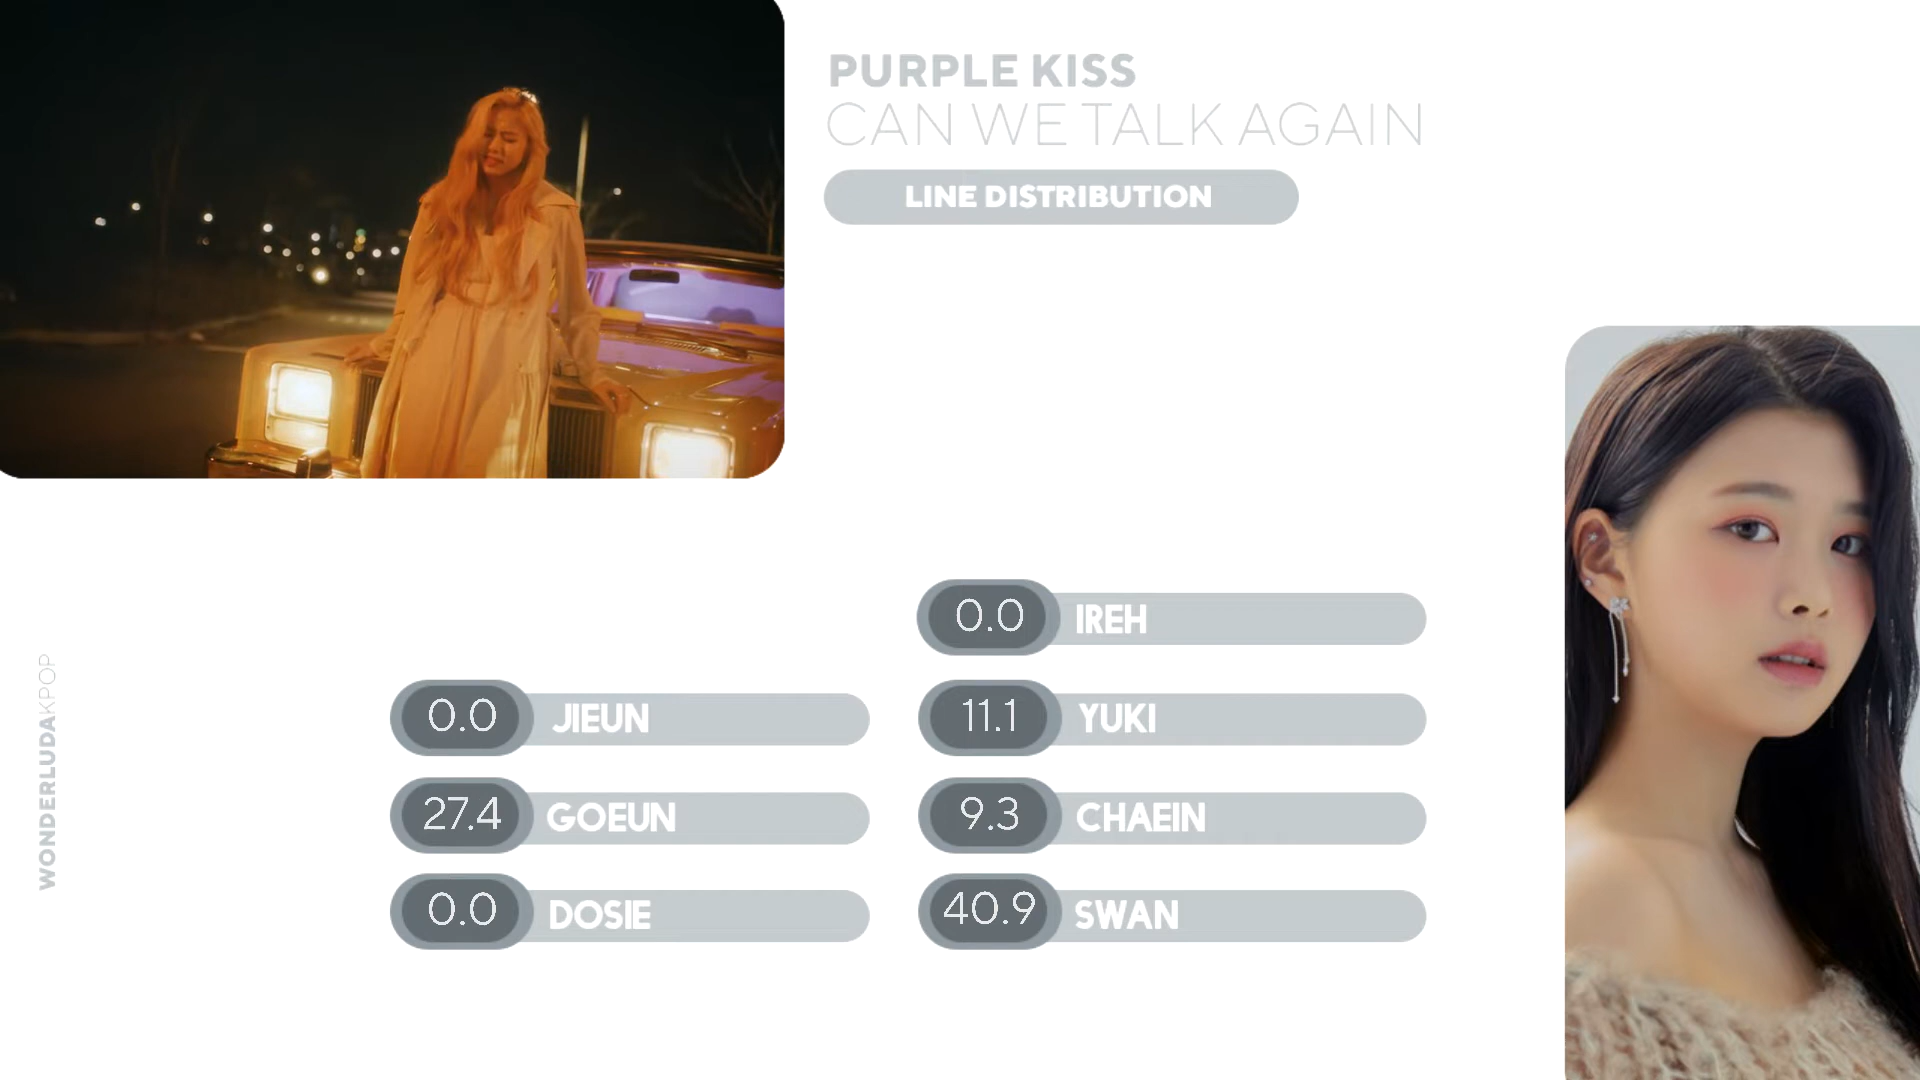 PURPLE KISS
CAN WE TALK AGAIN
LINE DISTRIBUTION
0.0 IREH
0.0 JIEUN
11.1 YUKI
27.4 GOEUN
9.3 CHAEIN
0.0 DOSIE
40.9 SWAN
WONDERLUDAKPOP